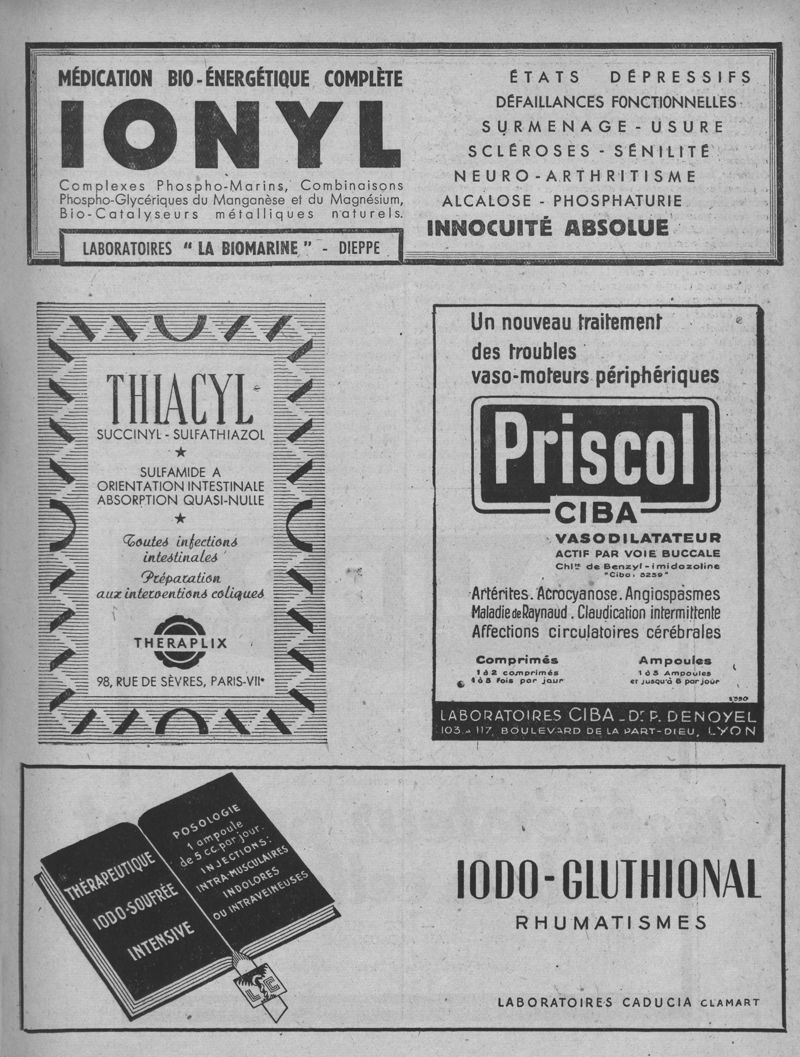 MÉDICATION BIO-ÉNERGÉTIQUE COMPLÈTE
IONYL
Complexes Phospho-Marins, Combinaisons
Phospho-Glycériques du Manganèse et du Magnésium,
Bio-Catalyseurs métalliques naturels.
LABORATOIRES "LA BIOMARINE" - DIEPPE
ÉTATS DÉPRESSIFS
DÉFAILLANCES FONCTIONNELLES
SURMENAGE - USURE
SCLÉROSES - SÉNILITÉ
NEURO-ARTHRITISME
ALCALOSE - PHOSPHATURIE
INNOCUITÉ ABSOLUE
THIACYL
SUCCINYL - SULFATHIAZOL
★
SULFAMIDE A
ORIENTATION INTESTINALE
ABSORPTION QUASI-NULLE
★
Toutes infections
intestinales
Préparation
aux interventions coliques
THERAPLIX
98, RUE DE SÈVRES, PARIS-VIIe
Un nouveau traitement
des troubles
vaso-moteurs périphériques
Priscol
CIBA
VASODILATATEUR
ACTIF PAR VOIE BUCCALE
Chlte de Benzyl-imidazoline
"Ciba, 5259"
Artérites. Acrocyanose. Angiospasmes
Maladie de Raynaud. Claudication intermittente
Affections circulatoires cérébrales
Comprimés
1 à 2 comprimés
1 à 5 fois par jour
Ampoules
1 à 3 Ampoules
et jusqu'à 6 par jour
LABORATOIRES CIBA_Dr P. DENOYEL
103 à 117, BOULEVARD DE LA PART-DIEU, LYON
THÉRAPEUTIQUE
IODO-SOUFRÉE
INTENSIVE
POSOLOGIE
1 ampoule
de 5 cc. par jour.
INJECTIONS:
INTRA-MUSCULAIRES
INDOLORES
OU INTRAVEINEUSES
LC
IODO-GLUTHIONAL
RHUMATISMES
LABORATOIRES CADUCIA CLAMART